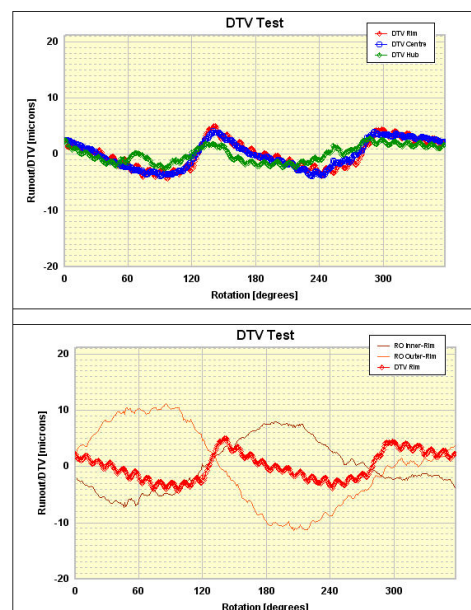 DTV Test
DTV Rim
DTV Centre
DTV Hub
20
10
0
-10
-20
Runout/DTV [microns]
0
60
120
180
240
300
Rotation [degrees]
DTV Test
RO Inner-Rim
RO Outer-Rim
DTV Rim
20
10
0
-10
-20
Runout/DTV [microns]
0
60
120
180
240
300
Rotation [degrees]